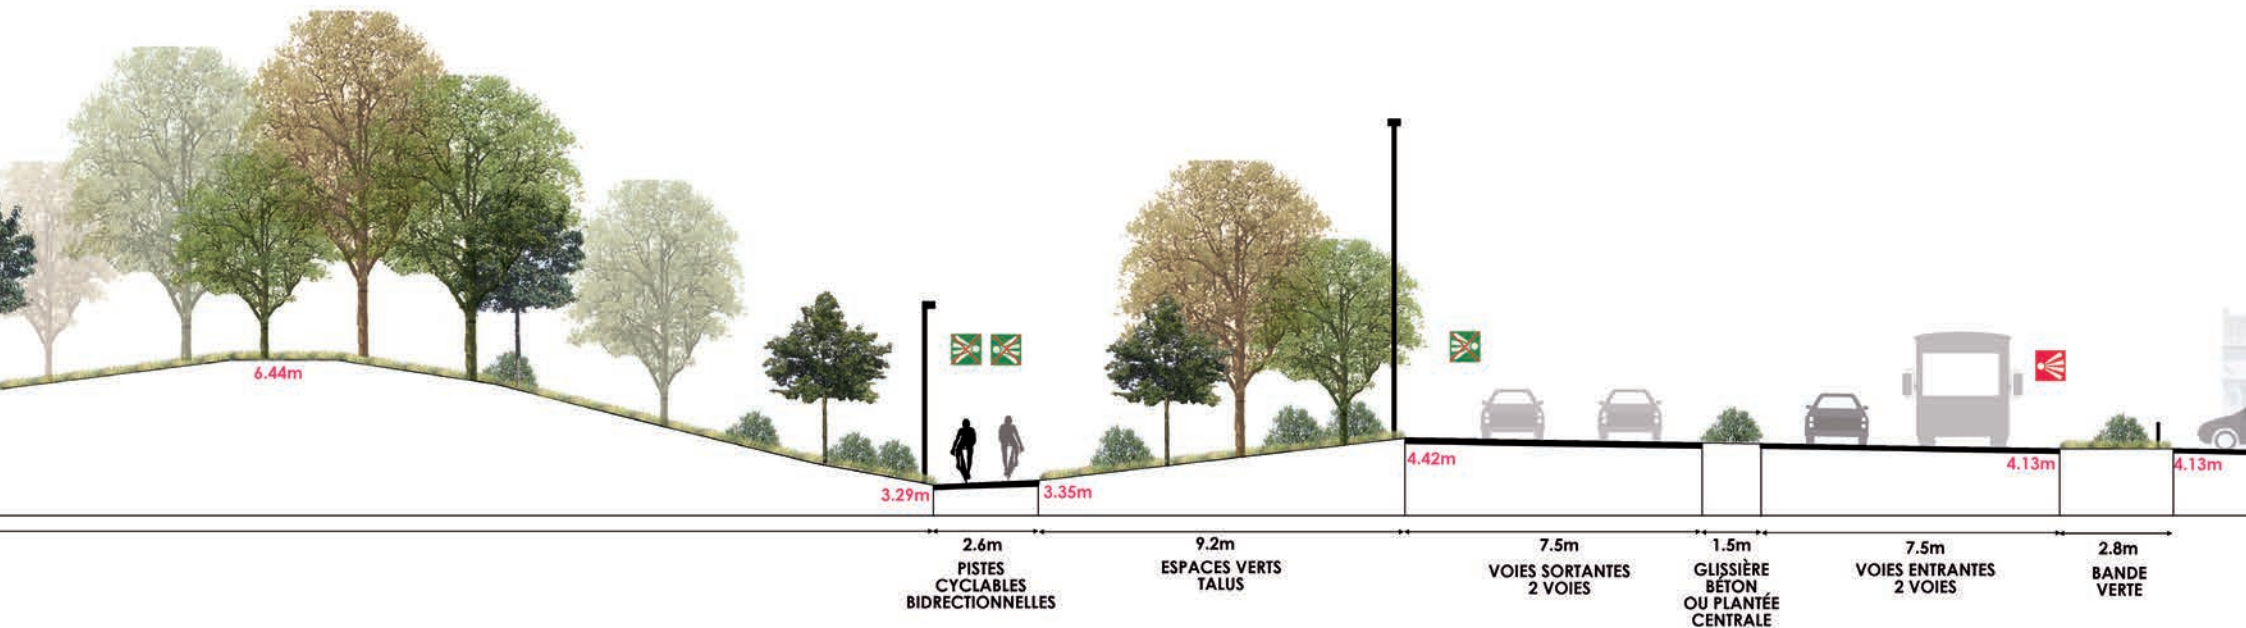 6.44m
3.29m
3.35m
4.42m
4.13m
4.13m
2.6m
PISTES
CYCLABLES
BIDRECTIONNELLES
9.2m
ESPACES VERTS
TALUS
7.5m
VOIES SORTANTES
2 VOIES
1.5m
GLISSIÈRE
BÉTON
OU PLANTÉE
CENTRALE
7.5m
VOIES ENTRANTES
2 VOIES
2.8m
BANDE
VERTE